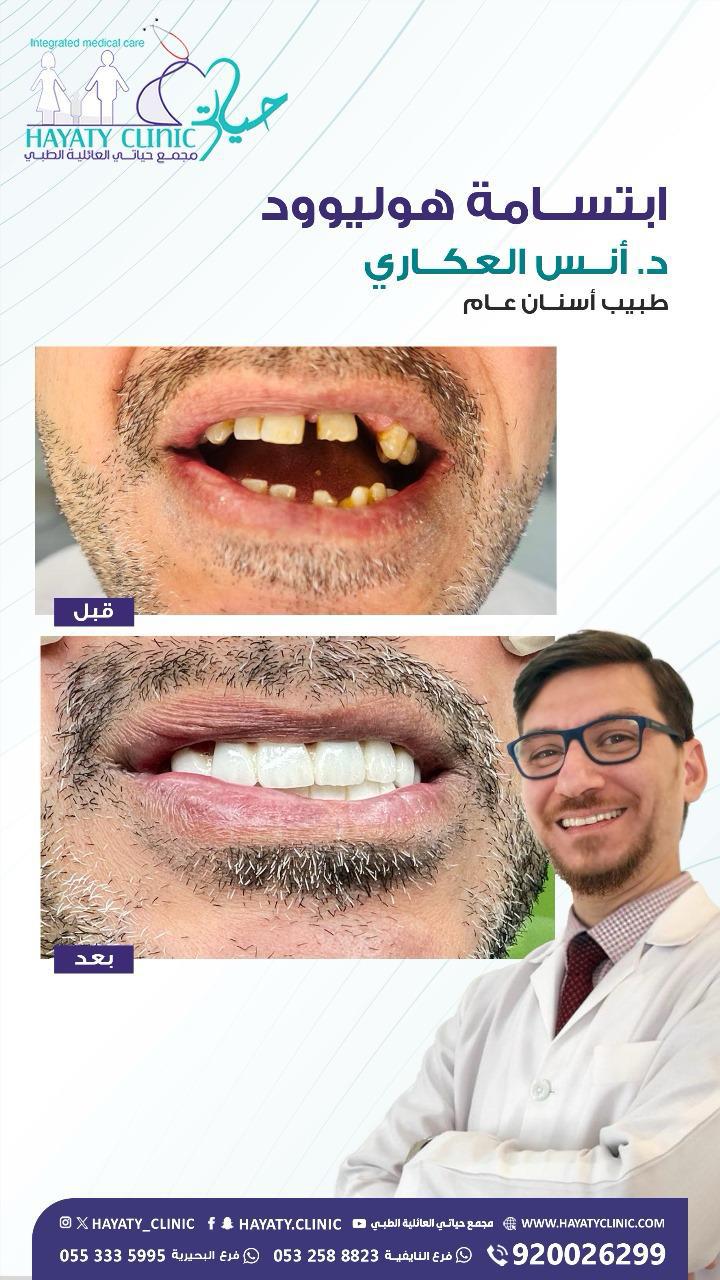 Integrated medical care
حياتي
HAYATY CLINIC
مجمع حياتي العائلية الطبي
ابتسامة هوليوود
د. أنس العكاري
طبيب أسنان عام
قبل
بعد
HAYATY_CLINIC HAYATY.CLINIC مجمع حياتي العائلية الطبي WWW.HAYATYCLINIC.COM
055 333 5995 فرع البحيرية 053 258 8823 فرع النايفية 920026299